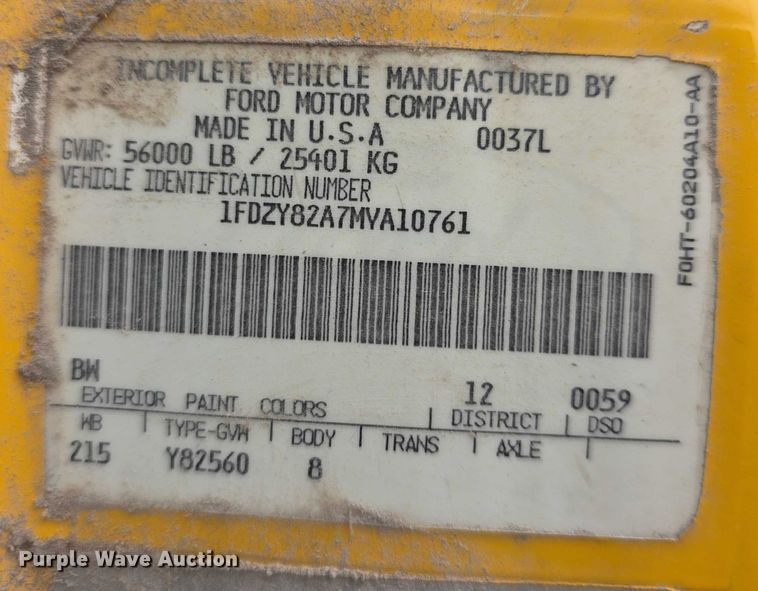 INCOMPLETE VEHICLE MANUFACTURED BY
FORD MOTOR COMPANY
MADE IN U.S.A 0037L
GVWR: 56000 LB / 25401 KG
VEHICLE IDENTIFICATION NUMBER
1FDZY82A7MVA10761
BW 12 0059
EXTERIOR PAINT COLORS DISTRICT DSO
WB TYPE-GVW BODY TRANS AXLE
215 Y82560 8
F0HT-60204A10-AA
Purple Wave Auction